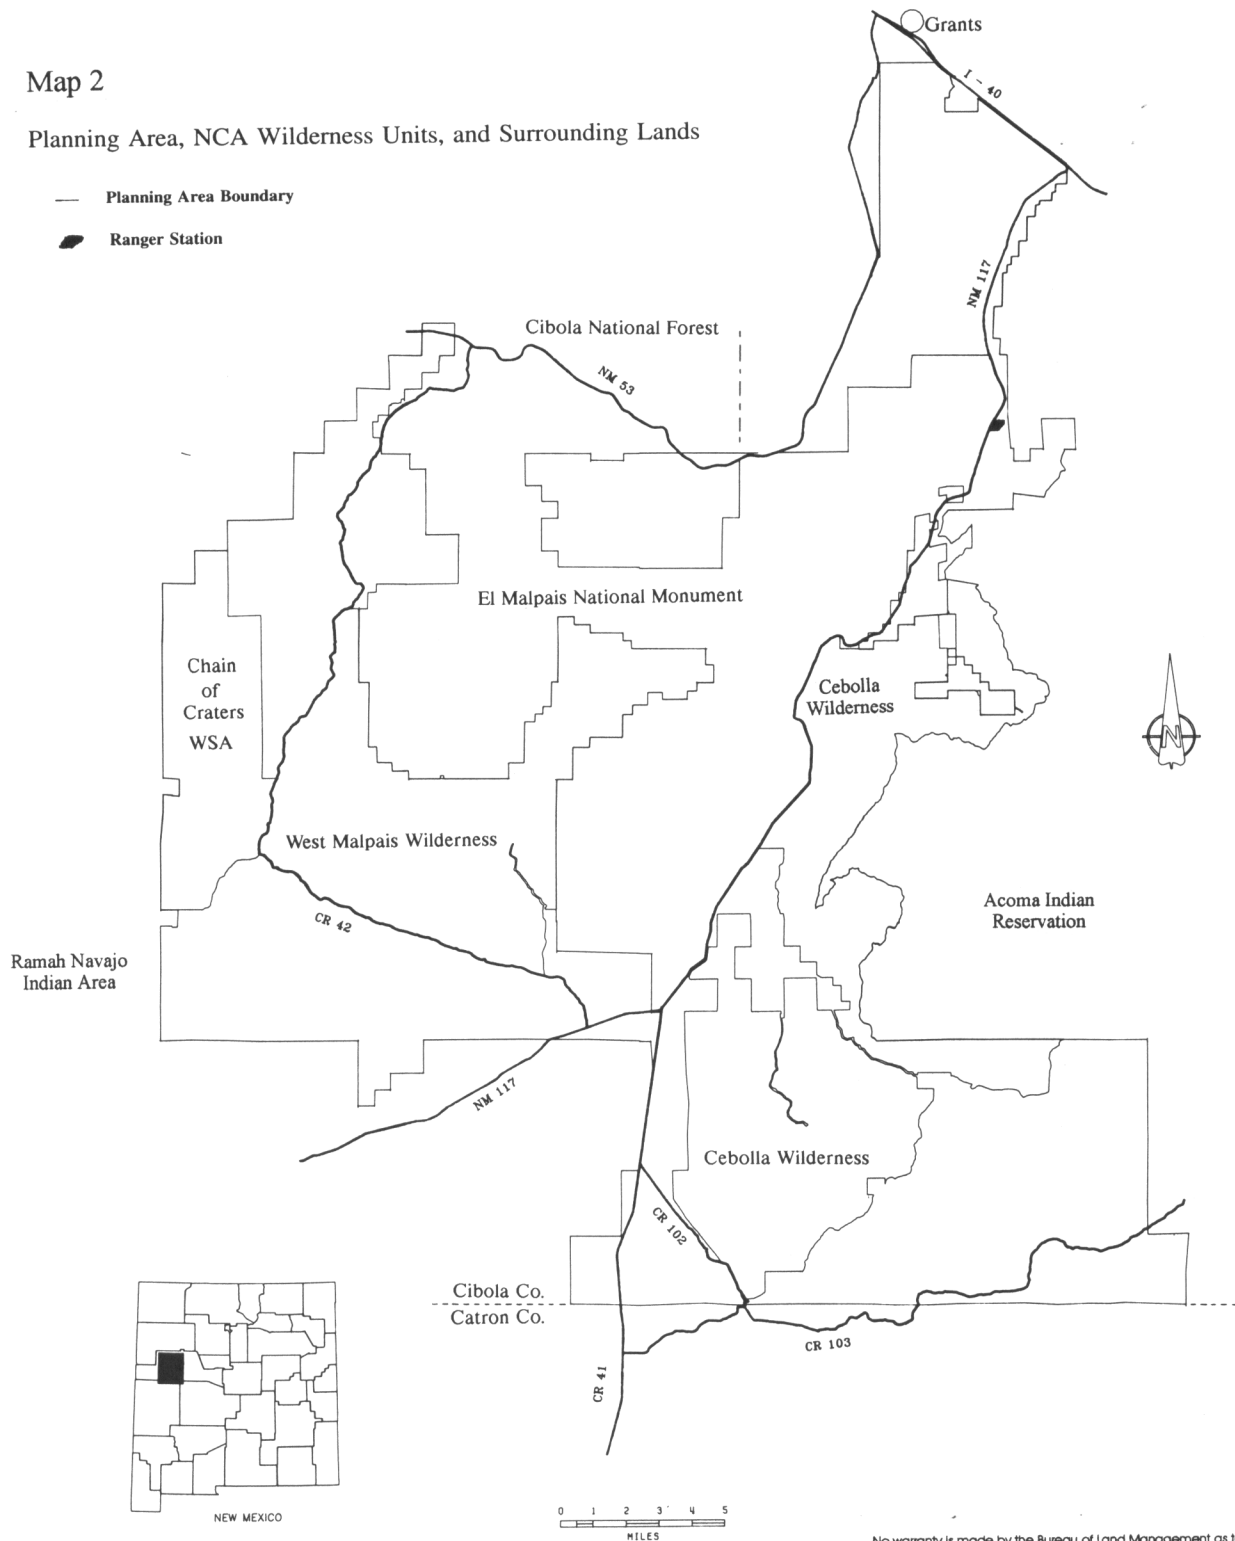 Grants
Map 2
I - 40
Planning Area, NCA Wilderness Units, and Surrounding Lands
Planning Area Boundary
Ranger Station
NM 117
Cibola National Forest
NM 53
El Malpais National Monument
Chain
of
Craters
WSA
Cebolla
Wilderness
N
West Malpais Wilderness
CR 42
Acoma Indian
Reservation
Ramah Navajo
Indian Area
NM 117
Cebolla Wilderness
CR 102
Cibola Co.
Catron Co.
CR 103
CR 41
NEW MEXICO
0 1 2 3 4 5
MILES
No warranty is made by the Bureau of Land Management as t